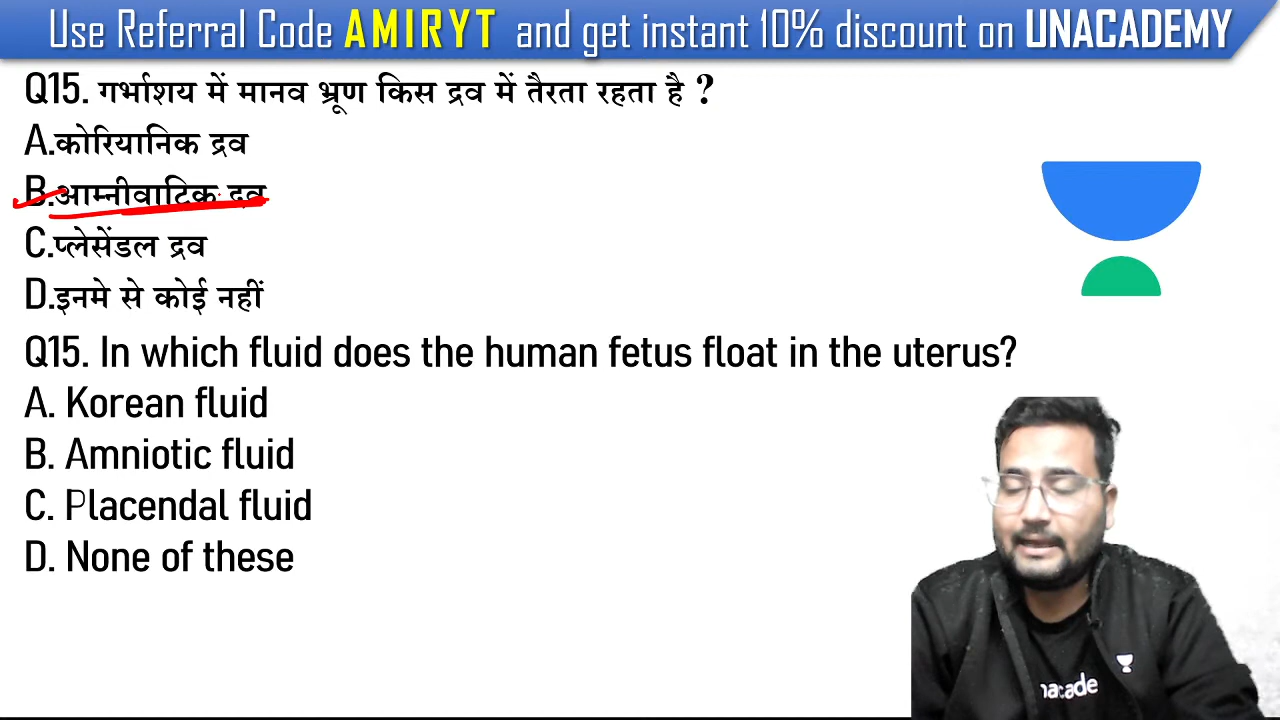 Use Referral Code AMIRYT and get instant 10% discount on UNACADEMY
Q15. गर्भाशय में मानव भ्रूण किस द्रव में तैरता रहता है ?
A.कोरियानिक द्रव
B.आम्नीवाटिक द्रव
C.प्लेसेंडल द्रव
D.इनमे से कोई नहीं
Q15. In which fluid does the human fetus float in the uterus?
A. Korean fluid
B. Amniotic fluid
C. Placendal fluid
D. None of these